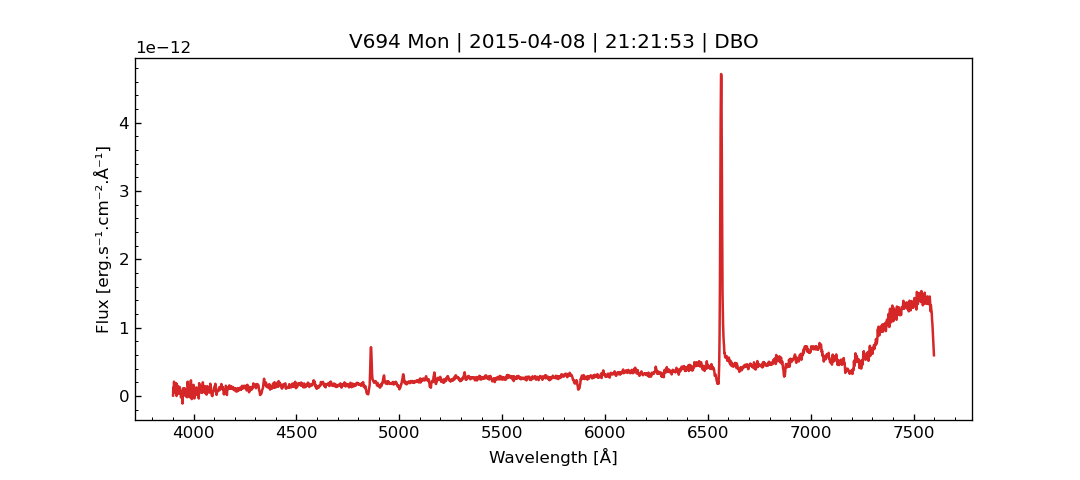 V694 Mon | 2015-04-08 | 21:21:53 | DBO
1e−12
4
3
2
1
0
Flux [erg.s⁻¹.cm⁻².Å⁻¹]
4000 4500 5000 5500 6000 6500 7000 7500
Wavelength [Å]